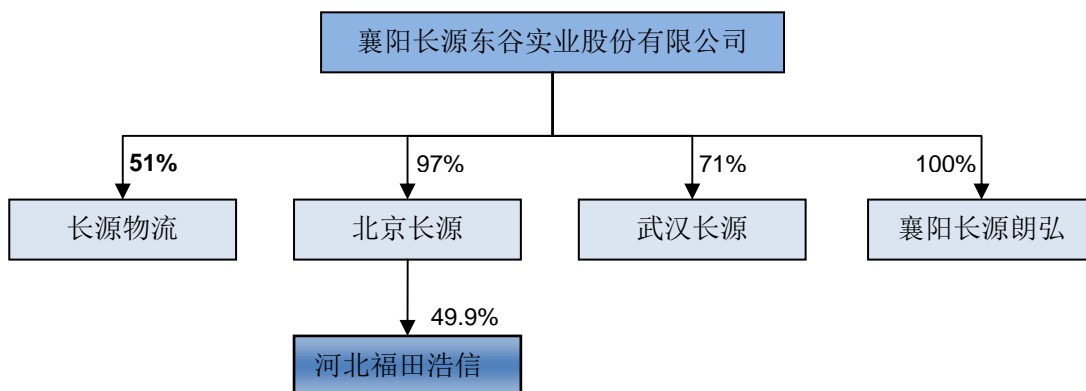 襄阳长源东谷实业股份有限公司
51%
97%
71%
100%
长源物流
北京长源
武汉长源
襄阳长源朗弘
49.9%
河北福田浩信